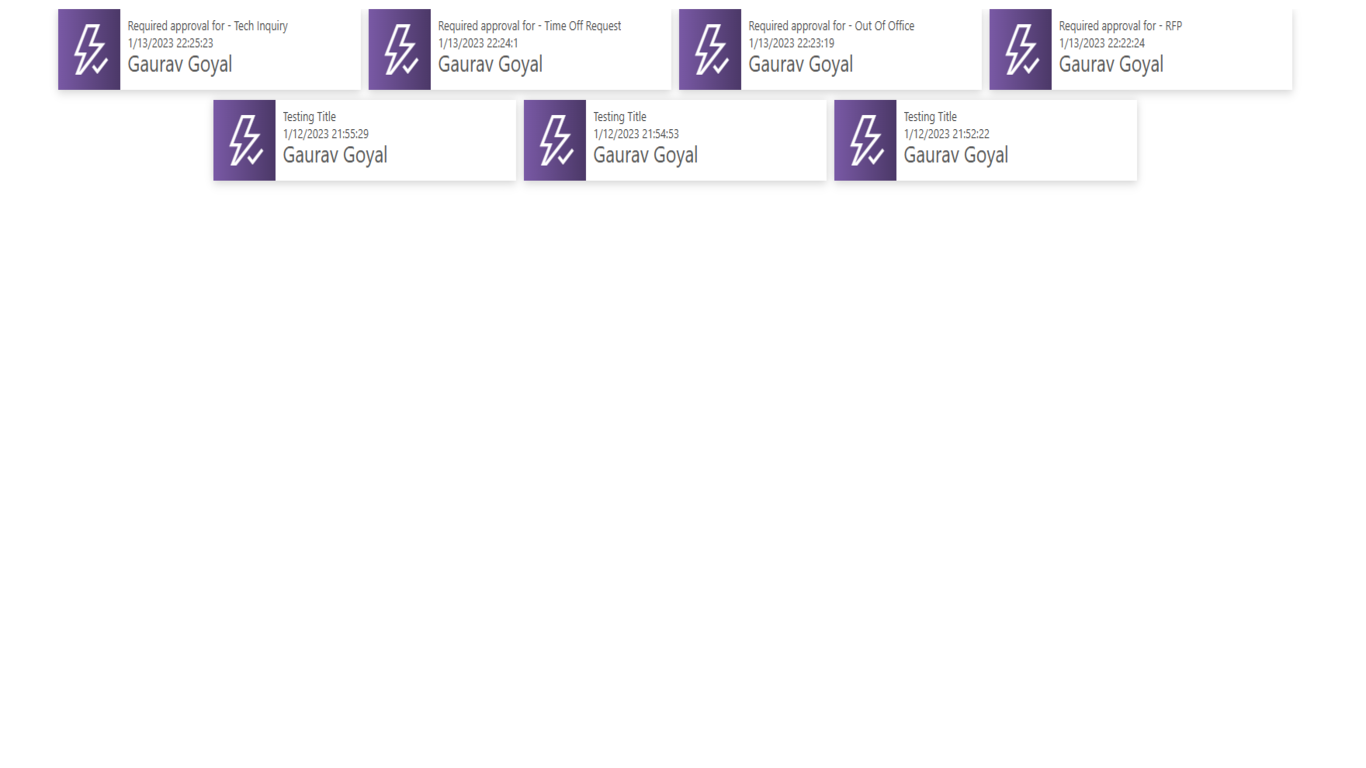 Required approval for - Tech Inquiry
1/13/2023 22:25:23
Gaurav Goyal
Required approval for - Time Off Request
1/13/2023 22:24:1
Gaurav Goyal
Required approval for - Out Of Office
1/13/2023 22:23:19
Gaurav Goyal
Required approval for - RFP
1/13/2023 22:22:24
Gaurav Goyal
Testing Title
1/12/2023 21:55:29
Gaurav Goyal
Testing Title
1/12/2023 21:54:53
Gaurav Goyal
Testing Title
1/12/2023 21:52:22
Gaurav Goyal